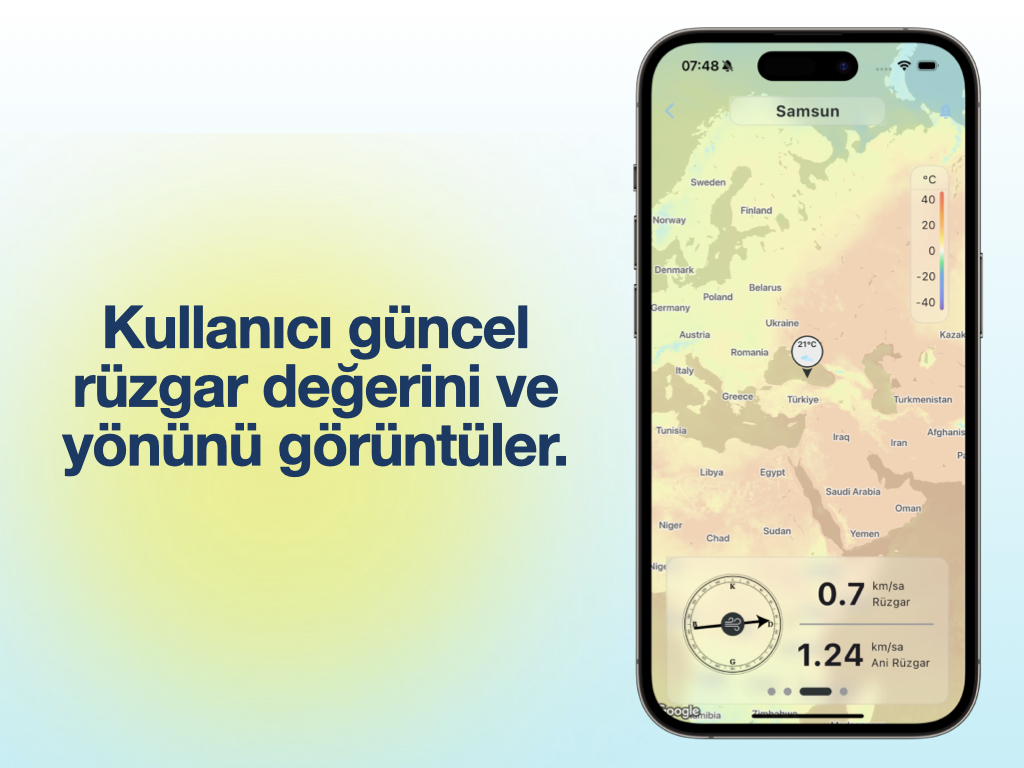 Kullanıcı güncel
rüzgar değerini ve
yönünü görüntüler.
07:48
Samsun
°C
40
20
0
-20
-40
Sweden
Finland
Norway
Denmark
Belarus
Poland
Germany
Ukraine
Austria
Kazak
21°C
Romania
Italy
Greece
Türkiye
Turkmenistan
Tunisia
Iraq
Iran
Afghanis
Libya
Egypt
Saudi Arabia
Oman
Niger
Chad
Sudan
Yemen
K
B
D
G
0.7 km/sa
Rüzgar
1.24 km/sa
Ani Rüzgar
Google